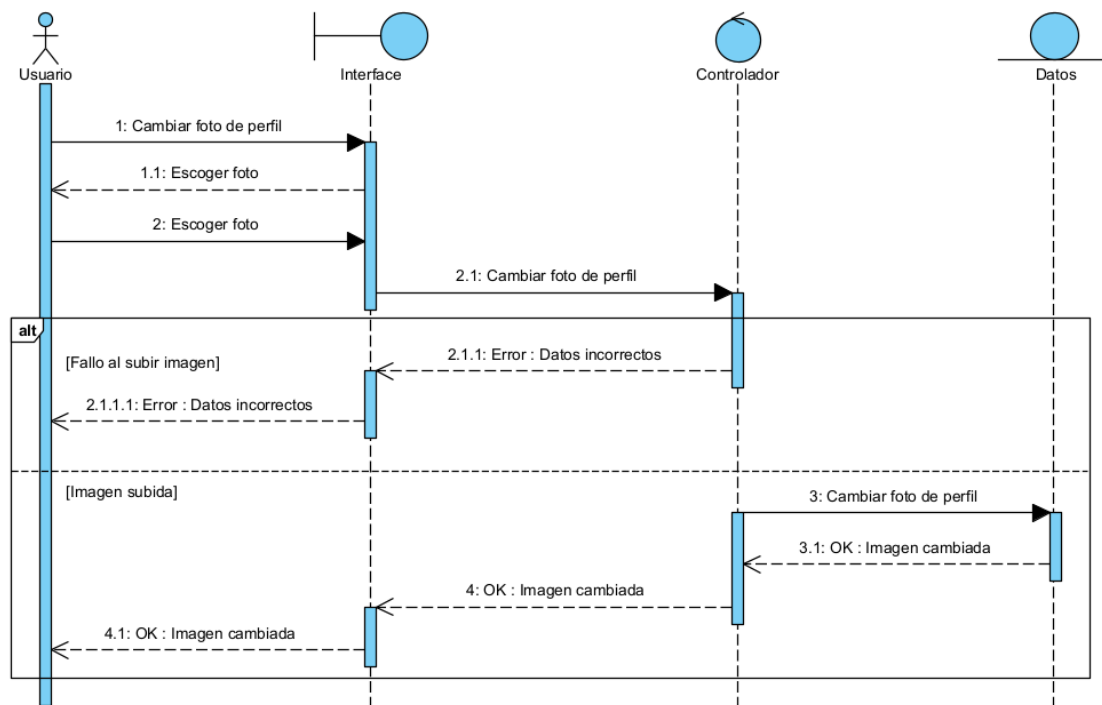 Usuario
Interface
Controlador
Datos
1: Cambiar foto de perfil
1.1: Escoger foto
2: Escoger foto
2.1: Cambiar foto de perfil
alt
[Fallo al subir imagen]
2.1.1: Error : Datos incorrectos
2.1.1.1: Error : Datos incorrectos
[Imagen subida]
3: Cambiar foto de perfil
3.1: OK : Imagen cambiada
4: OK : Imagen cambiada
4.1: OK : Imagen cambiada